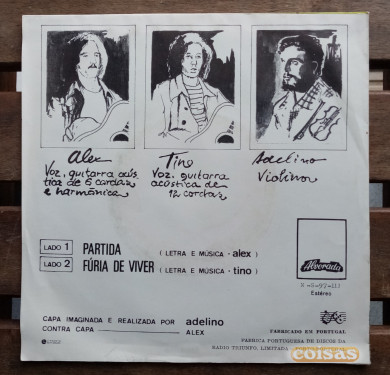 Alex
Voz, guitarra acús
tica de 6 cordas
e harmónica
Tino
Voz, guitarra
acústica de
12 cordas
Adelino
Violino
LADO 1 PARTIDA (LETRA E MÚSICA - alex)
LADO 2 FÚRIA DE VIVER (LETRA E MÚSICA - tino)
Alvorada
Estéreo
CAPA IMAGINADA E REALIZADA POR adelino
CONTRA CAPA ALEX
FABRICADO EM PORTUGAL
FABRICA PORTUGUESA DE DISCOS DA
RADIO TRIUNFO, LIMITADA
coisas